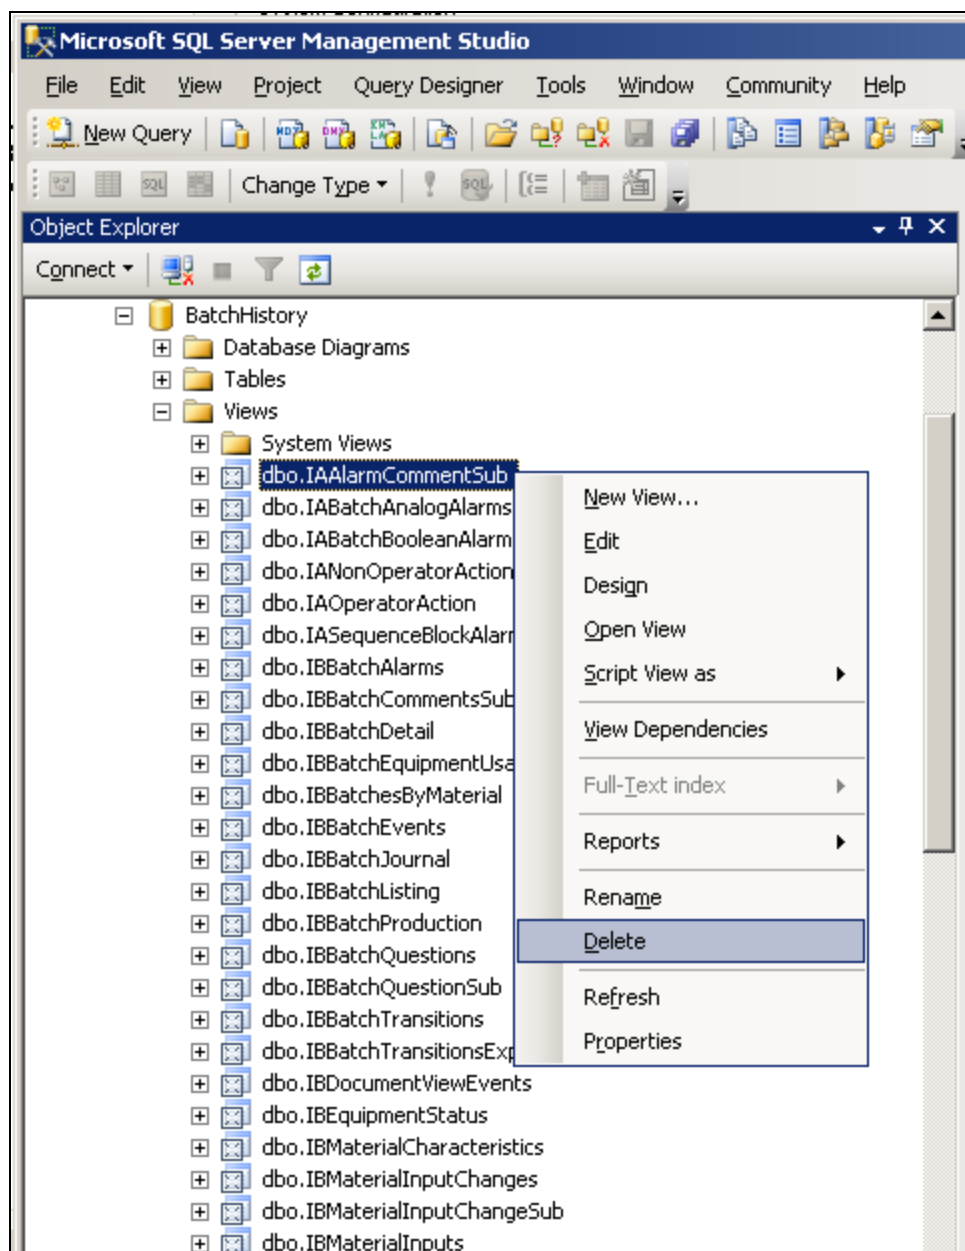 Microsoft SQL Server Management Studio
File Edit View Project Query Designer Tools Window Community Help
New Query MDX DMX
SQL Change Type SQL
Object Explorer
Connect
BatchHistory
Database Diagrams
Tables
Views
System Views
dbo.IAAlarmCommentSub
dbo.IABatchAnalogAlarms
dbo.IABatchBooleanAlarm
dbo.IANonOperatorAction
dbo.IAOperatorAction
dbo.IASequenceBlockAlarr
dbo.IBBatchAlarms
dbo.IBBatchCommentsSub
dbo.IBBatchDetail
dbo.IBBatchEquipmentUsa
dbo.IBBatchesByMaterial
dbo.IBBatchEvents
dbo.IBBatchJournal
dbo.IBBatchListing
dbo.IBBatchProduction
dbo.IBBatchQuestions
dbo.IBBatchQuestionSub
dbo.IBBatchTransitions
dbo.IBBatchTransitionsExp
dbo.IBDocumentViewEvents
dbo.IBEquipmentStatus
dbo.IBMaterialCharacteristics
dbo.IBMaterialInputChanges
dbo.IBMaterialInputChangeSub
dbo.IBMaterialInputs
New View...
Edit
Design
Open View
Script View as
View Dependencies
Full-Text index
Reports
Rename
Delete
Refresh
Properties